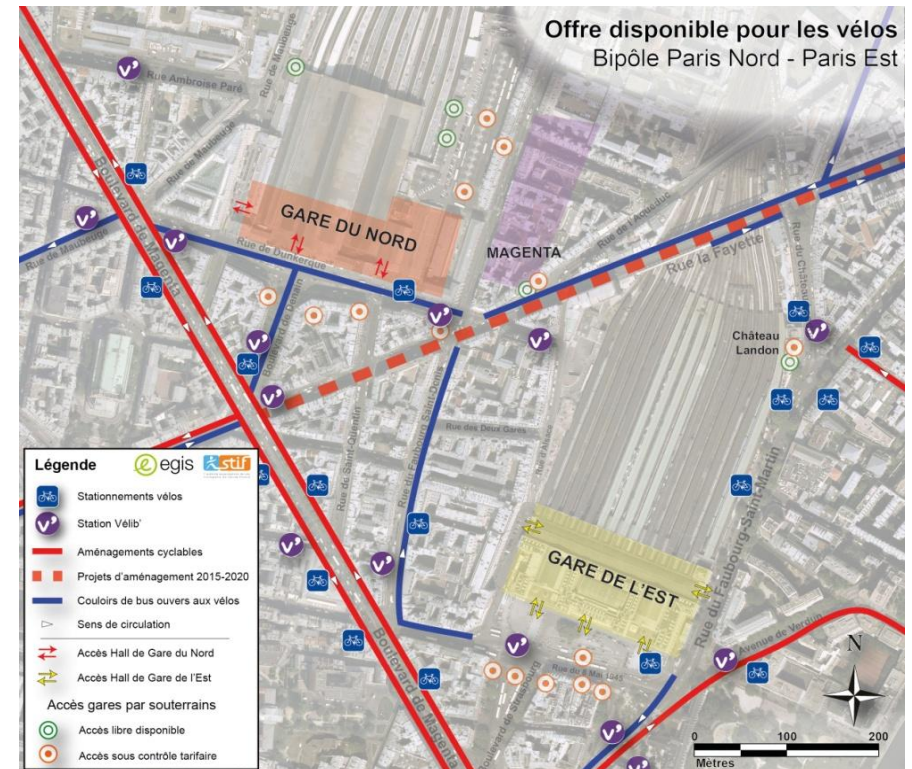 Offre disponible pour les vélos
Bipôle Paris Nord - Paris Est
Rue Ambroise Paré
Rue de Maubeuge
Rue de Maubeuge
Boulevard de Magenta
Rue de Maubeuge
GARE DU NORD
Rue de Dunkerque
MAGENTA
Rue de l'Aqueduc
Rue la Fayette
Rue du Château
Château
Landon
Rue de Saint-Quentin
Rue du Faubourg Saint-Denis
Rue des Deux Gares
Rue d'Alsace
GARE DE L'EST
Rue du Faubourg-Saint-Martin
Avenue de Verdun
Rue du 8 Mai 1945
Boulevard de Strasbourg
Boulevard de Magenta
N
0 100 200
Mètres
Légende
egis
stif
Stationnements vélos
Station Vélib'
Aménagements cyclables
Projets d'aménagement 2015-2020
Couloirs de bus ouvers aux vélos
Sens de circulation
Accès Hall de Gare du Nord
Accès Hall de Gare de l'Est
Accès gares par souterrains
Accès libre disponible
Accès sous contrôle tarifaire